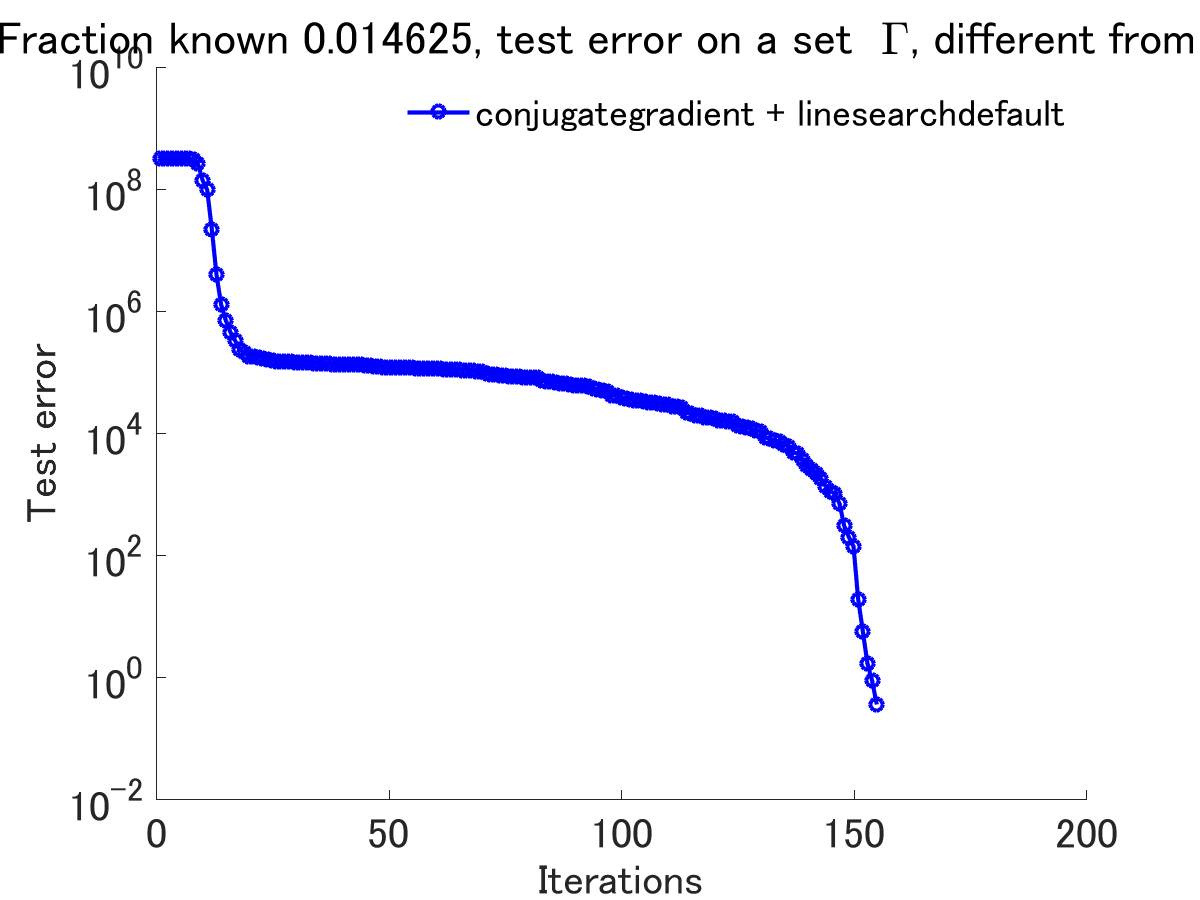 Fraction known 0.014625, test error on a set Γ, different from
conjugategradient + linesearchdefault
Test error
10^10
10^8
10^6
10^4
10^2
10^0
10^-2
0 50 100 150 200
Iterations